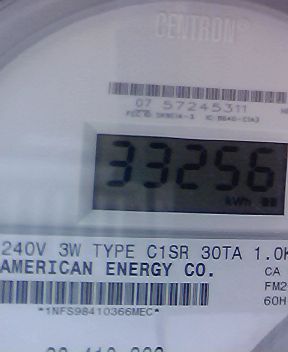 CENTRON®
07 57245311
33256
kWh
240V 3W TYPE C1SR 30TA 1.0K
AMERICAN ENERGY CO.
CA
FM2
60H
*1NFS98410366MEC*